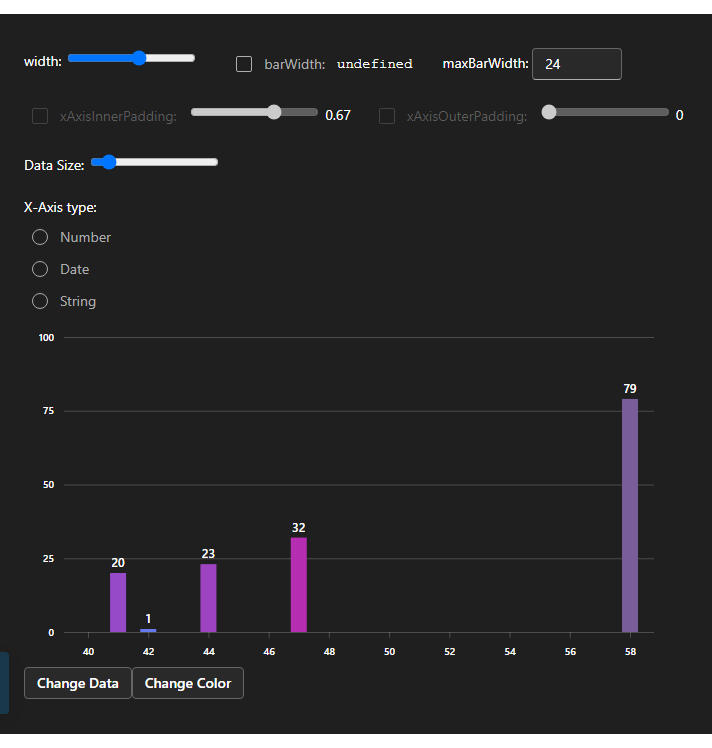 width: barWidth: undefined maxBarWidth: 24
xAxisInnerPadding: 0.67 xAxisOuterPadding: 0
Data Size:
X-Axis type:
Number
Date
String
100
79
75
50
32
25
23
20
1
0
40 42 44 46 48 50 52 54 56 58
Change Data Change Color